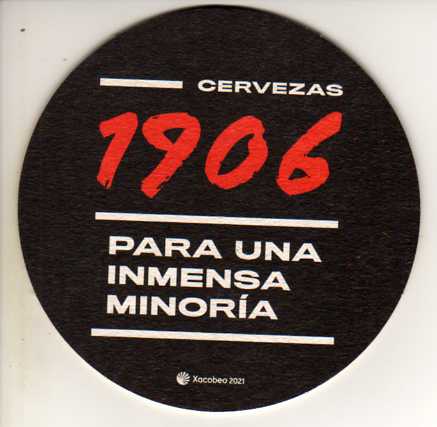 CERVEZAS
1906
PARA UNA
INMENSA
MINORÍA
Xacobeo 2021